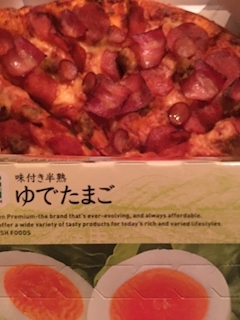 味付き半熟
ゆでたまご
Premium-the brand that's ever-evolving, and always affordable.
offer a wide variety of tasty products for today's rich and varied lifestyles.
SH FOODS